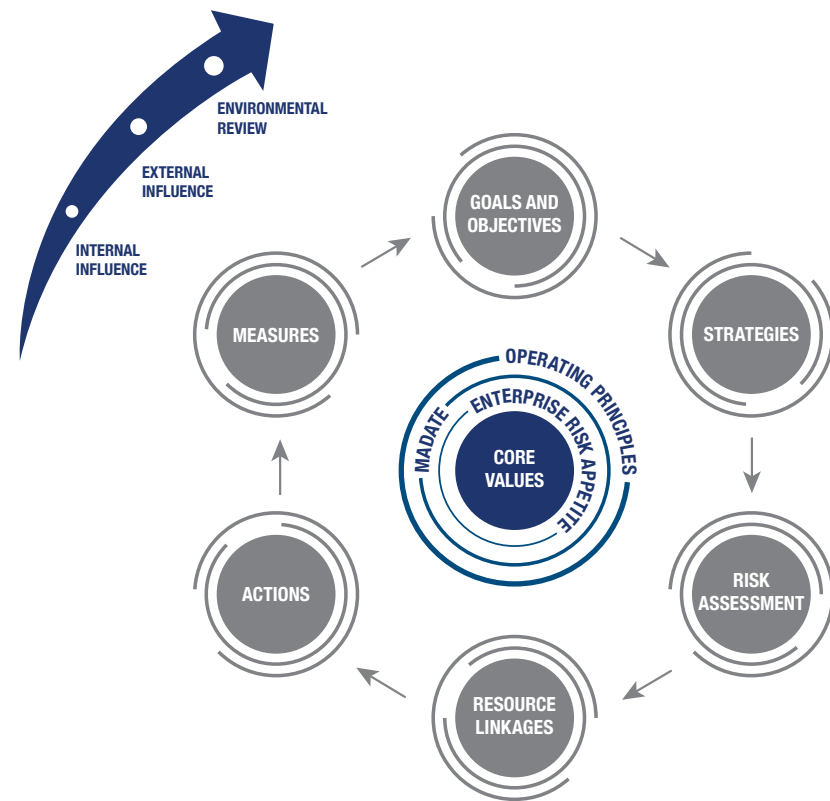 ENVIRONMENTAL
REVIEW
EXTERNAL
INFLUENCE
INTERNAL
INFLUENCE
GOALS AND
OBJECTIVES
MEASURES
STRATEGIES
OPERATING PRINCIPLES
MADATE
ENTERPRISE RISK APPETITE
CORE
VALUES
ACTIONS
RISK
ASSESSMENT
RESOURCE
LINKAGES